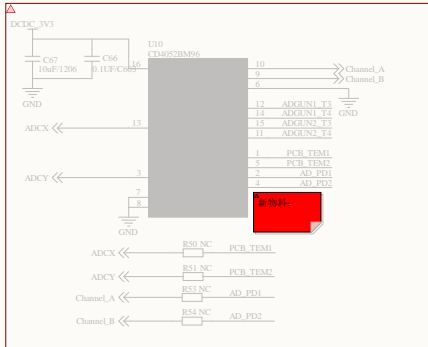 DCDC_3V3
U10
CD4052BM96
C67
10uF/1206
C66
0.1UF/C603
GND
16
10 Channel_A
9 Channel_B
6
GND
ADCX 13
12 ADGUN1_T3
14 ADGUN1_T4
15 ADGUN2_T3
11 ADGUN2_T4
1 PCB_TEM1
5 PCB_TEM2
ADCY 3
2 AD_PD1
4 AD_PD2
7
8
GND
新物料:
ADCX R50 NC PCB_TEM1
ADCY R51 NC PCB_TEM2
Channel_A R53 NC AD_PD1
Channel_B R54 NC AD_PD2